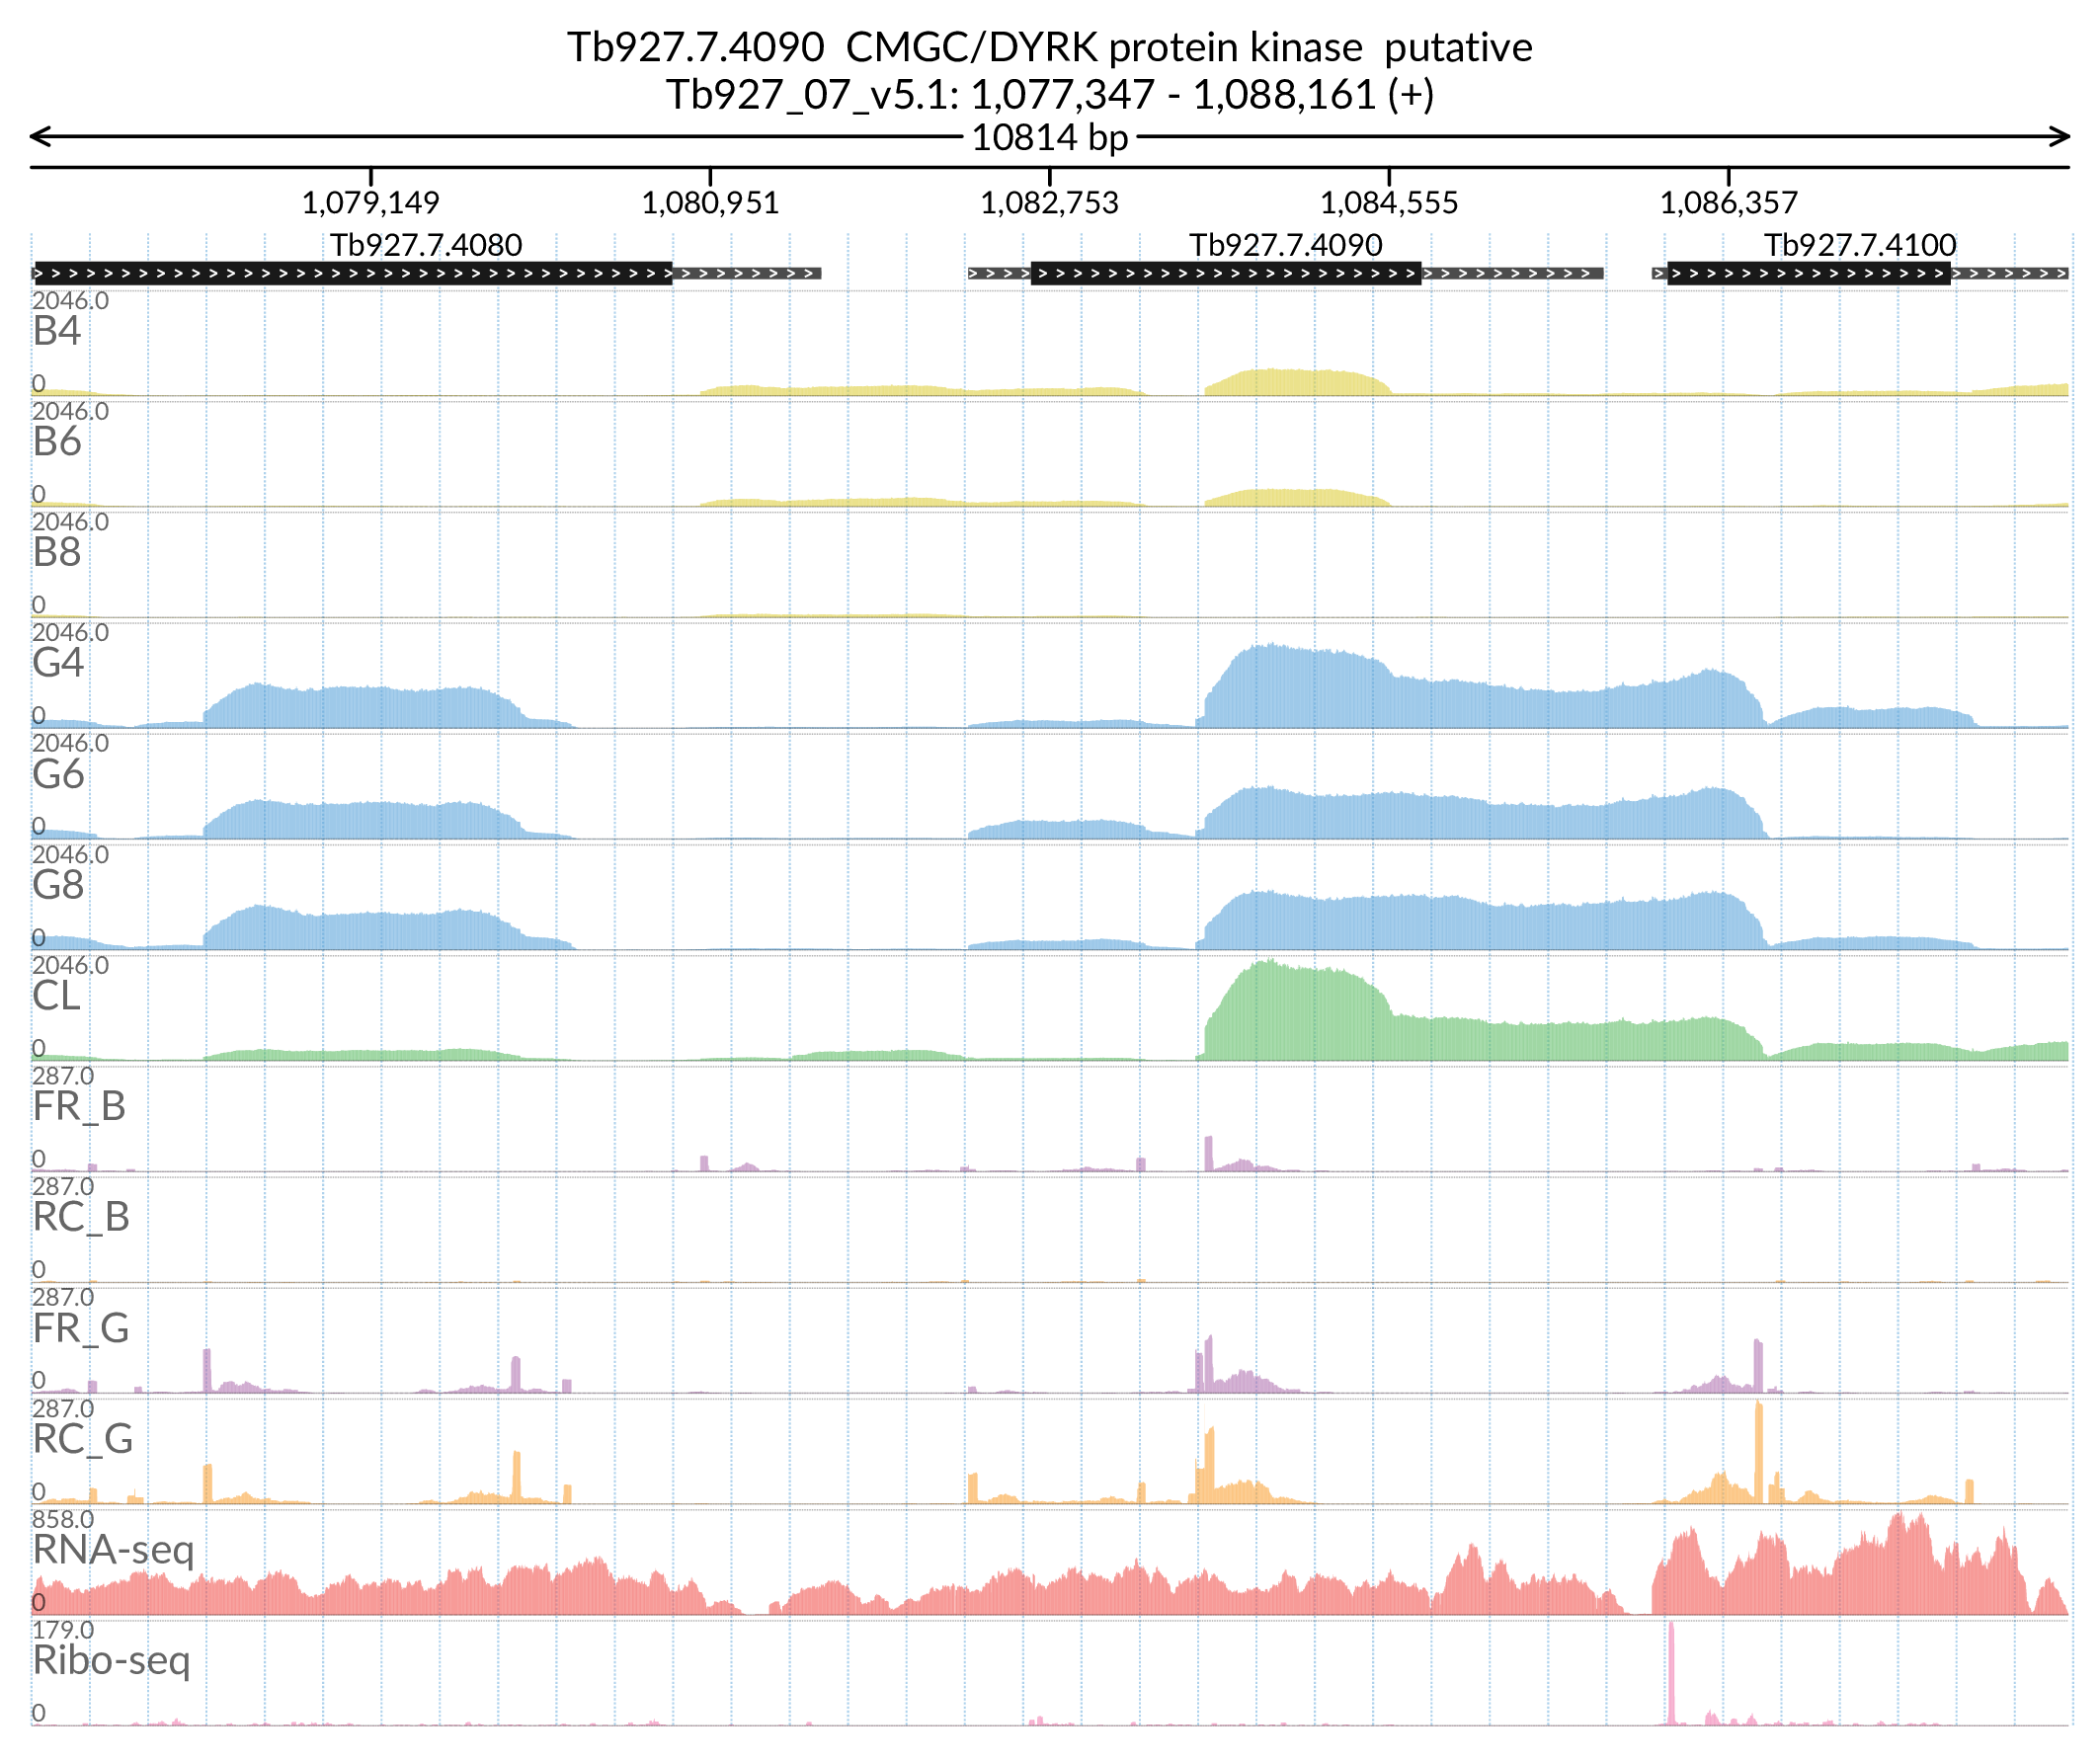 Tb927.7.4090  CMGC/DYRK protein kinase  putative
Tb927_07_v5.1: 1,077,347 - 1,088,161 (+)
10814 bp
1,079,149 1,080,951 1,082,753 1,084,555 1,086,357
Tb927.7.4080 Tb927.7.4090 Tb927.7.4100
2046.0
B4
0
2046.0
B6
0
2046.0
B8
0
2046.0
G4
0
2046.0
G6
0
2046.0
G8
0
2046.0
CL
0
287.0
FR_B
0
287.0
RC_B
0
287.0
FR_G
0
287.0
RC_G
0
858.0
RNA-seq
0
179.0
Ribo-seq
0